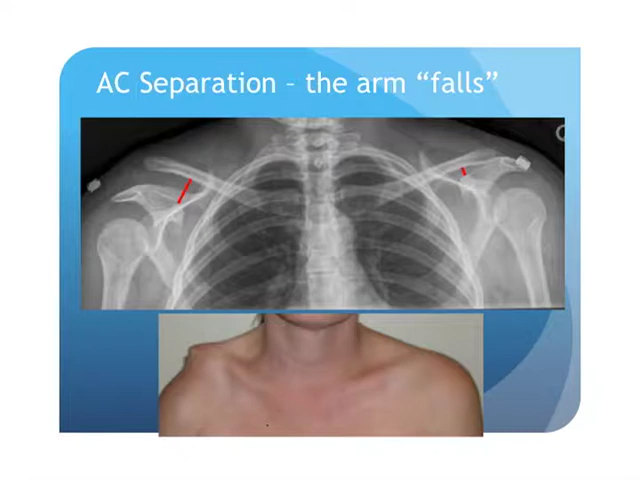 AC Separation – the arm “falls”